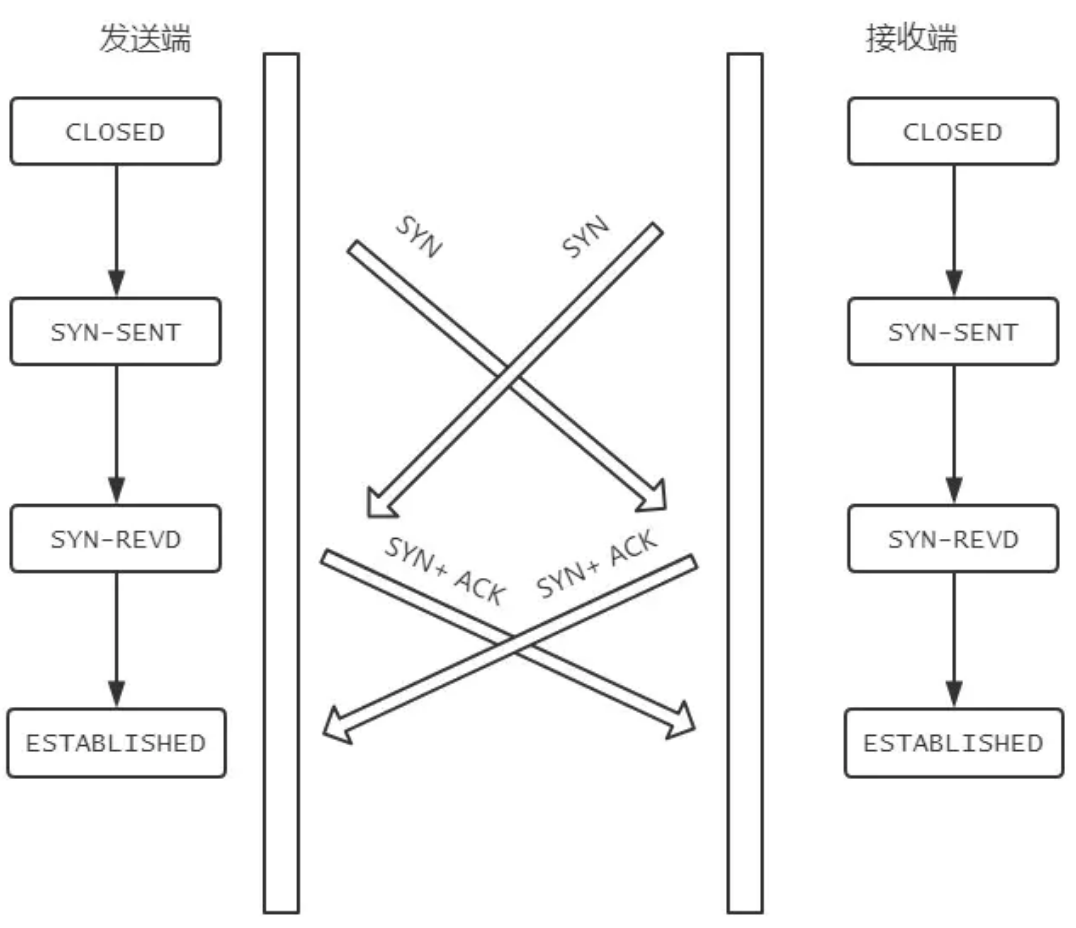 发送端
接收端
CLOSED
CLOSED
SYN
SYN
SYN-SENT
SYN-SENT
SYN-REVD
SYN-REVD
SYN+ ACK
SYN+ ACK
ESTABLISHED
ESTABLISHED